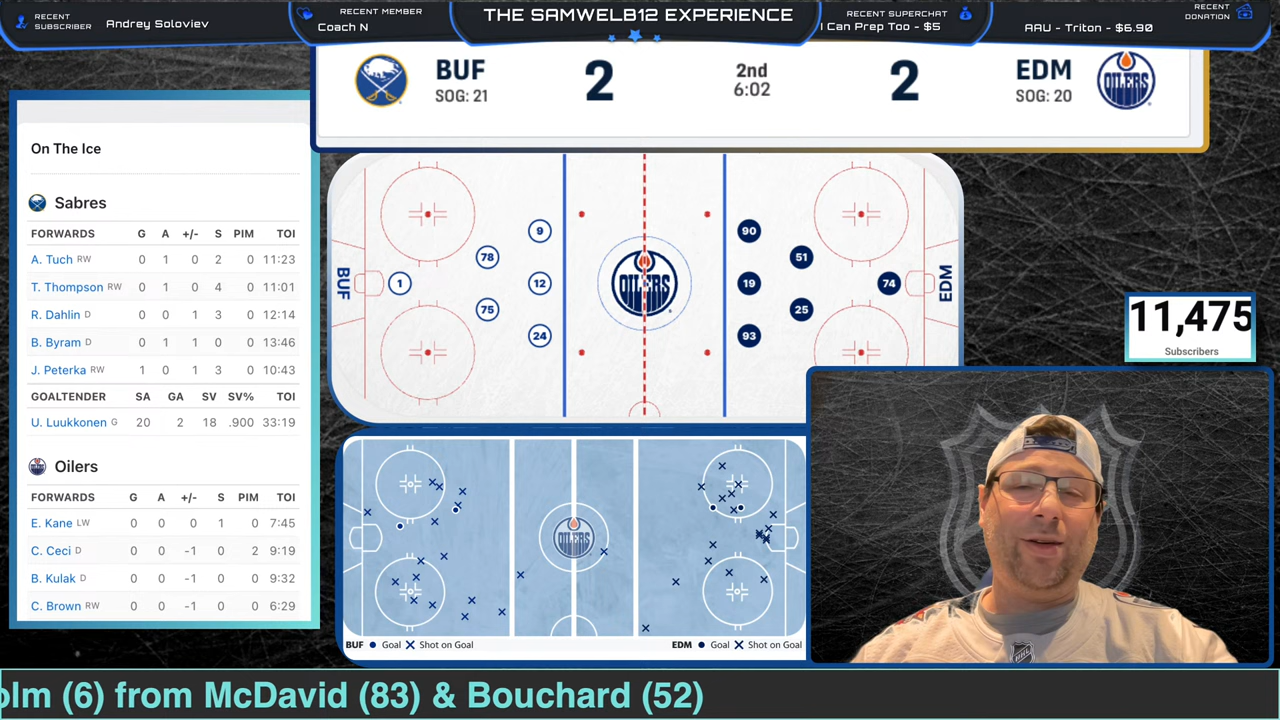 RECENT SUBSCRIBER
Andrey Soloviev
RECENT MEMBER
Coach N
THE SAMWELB12 EXPERIENCE
RECENT SUPERCHAT
I Can Prep Too - $5
RECENT DONATION
AAU - Triton - $6.90
BUF 2 2nd 2 EDM
SOG: 21 6:02 SOG: 20
OILERS
On The Ice
Sabres
FORWARDS G A +/- S PIM TOI
A. Tuch RW 0 1 0 2 0 11:23
T. Thompson RW 0 1 0 4 0 11:01
R. Dahlin D 0 0 1 3 0 12:14
B. Byram D 0 1 1 0 0 13:46
J. Peterka RW 1 0 1 3 0 10:43
GOALTENDER SA GA SV SV% TOI
U. Luukkonen G 20 2 18 .900 33:19
Oilers
FORWARDS G A +/- S PIM TOI
E. Kane LW 0 0 0 1 0 7:45
C. Ceci D 0 0 -1 0 2 9:19
B. Kulak D 0 0 -1 0 0 9:32
C. Brown RW 0 0 -1 0 0 6:29
9 90
78 51
BUF 1 12 OILERS 19 74 EDM
75 25
24 93
11,475
Subscribers
OILERS
BUF Goal Shot on Goal EDM Goal Shot on Goal
NHL
olm (6) from McDavid (83) & Bouchard (52)